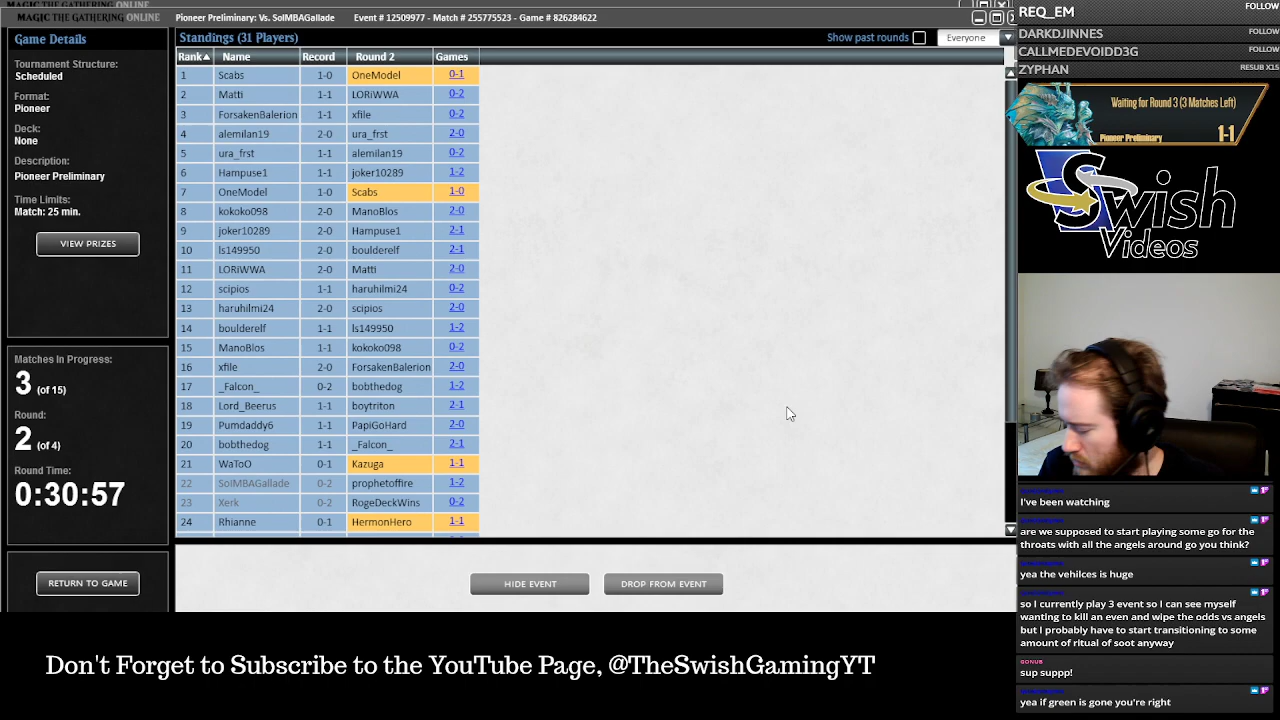 MAGIC THE GATHERING ONLINE
MAGIC THE GATHERING ONLINE
Pioneer Preliminary: Vs. SolMBAGallade
Event # 12509977 - Match # 255775523 - Game # 826284622
Game Details
Tournament Structure:
Scheduled
Format:
Pioneer
Deck:
None
Description:
Pioneer Preliminary
Time Limits:
Match: 25 min.
VIEW PRIZES
Matches In Progress:
3 (of 15)
Round:
2 (of 4)
Round Time:
0:30:57
RETURN TO GAME
Standings (31 Players)
Show past rounds
Everyone
Rank Name Record Round 2 Games
1 Scabs 1-0 OneModel 0-1
2 Matti 1-1 LORiWWA 0-2
3 ForsakenBalerion 1-1 xfile 0-2
4 alemilan19 2-0 ura_frst 2-0
5 ura_frst 1-1 alemilan19 0-2
6 Hampuse1 1-1 joker10289 1-2
7 OneModel 1-0 Scabs 1-0
8 kokoko098 2-0 ManoBlos 2-0
9 joker10289 2-0 Hampuse1 2-1
10 ls149950 2-0 boulderelf 2-1
11 LORiWWA 2-0 Matti 2-0
12 scipios 1-1 haruhilmi24 0-2
13 haruhilmi24 2-0 scipios 2-0
14 boulderelf 1-1 ls149950 1-2
15 ManoBlos 1-1 kokoko098 0-2
16 xfile 2-0 ForsakenBalerion 2-0
17 _Falcon_ 0-2 bobthedog 1-2
18 Lord_Beerus 1-1 boytriton 2-1
19 Pumdaddy6 1-1 PapiGoHard 2-0
20 bobthedog 1-1 _Falcon_ 2-1
21 WaToO 0-1 Kazuga 1-1
22 SolMBAGallade 0-2 prophetoffire 1-2
23 Xerk 0-2 RogeDeckWins 0-2
24 Rhianne 0-1 HermonHero 1-1
HIDE EVENT
DROP FROM EVENT
REQ_EM FOLLOW
DARKDJINNES FOLLOW
CALLMEDEVOIDD3G FOLLOW
ZYPHAN RESUB X15
Waiting for Round 3 (3 Matches Left)
Pioneer Preliminary 1-1
Swish
Videos
I've been watching
are we supposed to start playing some go for the
throats with all the angels around go you think?
yea the vehilces is huge
so I currently play 3 event so I can see myself
wanting to kill an even and wipe the odds vs angels
but I probably have to start transitioning to some
amount of ritual of soot anyway
GONUB
sup suppp!
yea if green is gone you're right
Don't Forget to Subscribe to the YouTube Page, @TheSwishGamingYT